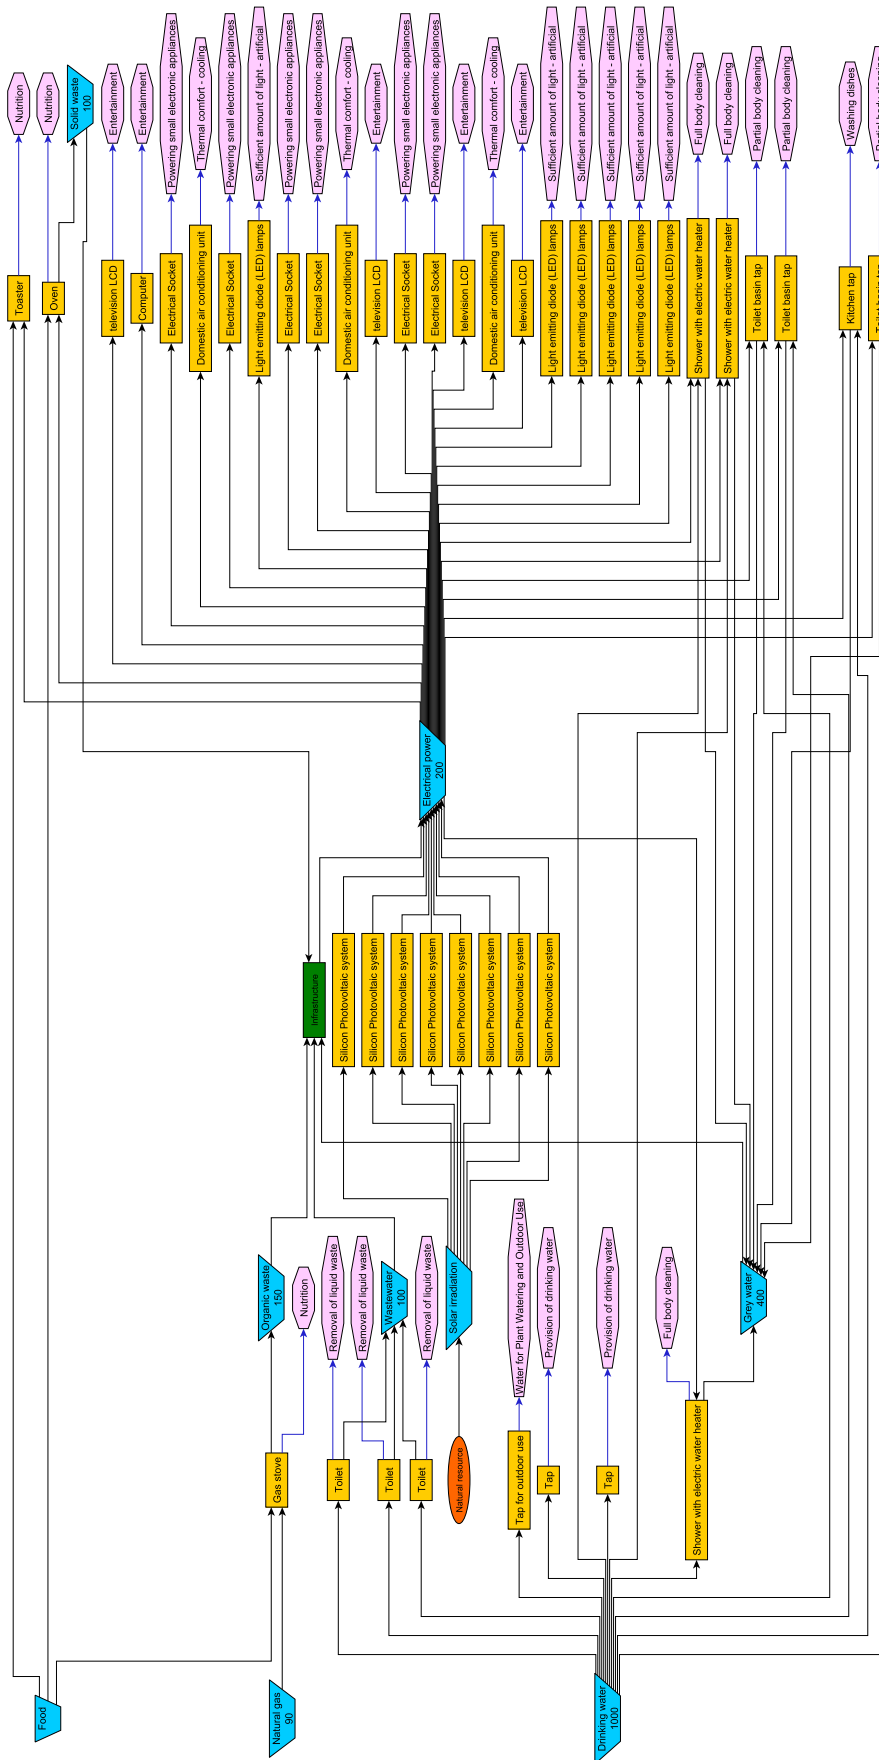 Nutrition
Nutrition
Solid waste
100
Entertainment
Entertainment
Powering small electronic appliances
Thermal comfort - cooling
Powering small electronic appliances
Sufficient amount of light - artificial
Powering small electronic appliances
Powering small electronic appliances
Thermal comfort - cooling
Entertainment
Powering small electronic appliances
Powering small electronic appliances
Entertainment
Thermal comfort - cooling
Entertainment
Sufficient amount of light - artificial
Sufficient amount of light - artificial
Sufficient amount of light - artificial
Sufficient amount of light - artificial
Sufficient amount of light - artificial
Full body cleaning
Full body cleaning
Partial body cleaning
Partial body cleaning
Washing dishes
Toaster
Oven
television LCD
Computer
Electrical Socket
Domestic air conditioning unit
Electrical Socket
Light emitting diode (LED) lamps
Electrical Socket
Electrical Socket
Domestic air conditioning unit
television LCD
Electrical Socket
Electrical Socket
television LCD
Domestic air conditioning unit
television LCD
Light emitting diode (LED) lamps
Light emitting diode (LED) lamps
Light emitting diode (LED) lamps
Light emitting diode (LED) lamps
Light emitting diode (LED) lamps
Shower with electric water heater
Shower with electric water heater
Toilet basin tap
Toilet basin tap
Kitchen tap
Electrical power
200
Infrastructure
Silicon Photovoltaic system
Silicon Photovoltaic system
Silicon Photovoltaic system
Silicon Photovoltaic system
Silicon Photovoltaic system
Silicon Photovoltaic system
Silicon Photovoltaic system
Silicon Photovoltaic system
Organic waste
150
Nutrition
Removal of liquid waste
Removal of liquid waste
Wastewater
100
Removal of liquid waste
Solar irradiation
Water for Plant Watering and Outdoor Use
Provision of drinking water
Provision of drinking water
Full body cleaning
Grey water
400
Gas stove
Toilet
Toilet
Toilet
Natural resource
Tap for outdoor use
Tap
Tap
Shower with electric water heater
Food
Natural gas
90
Drinking water
1000